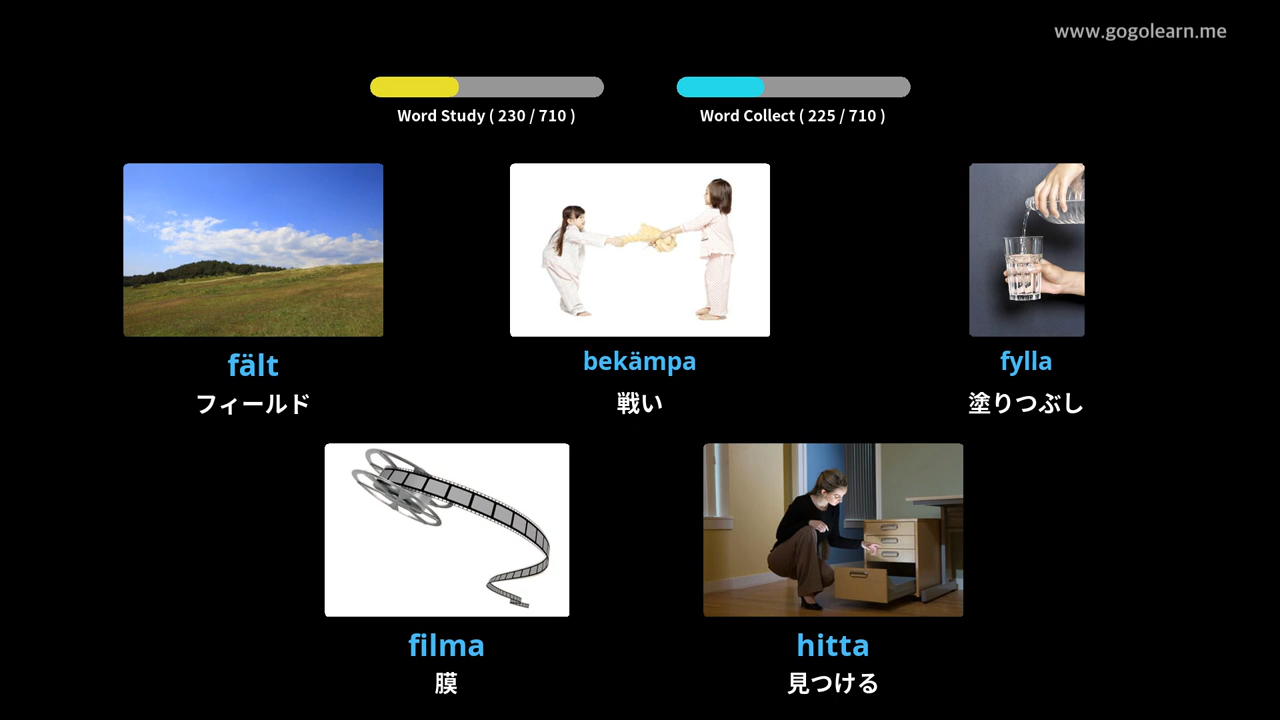 www.gogolearn.me
Word Study ( 230 / 710 )
Word Collect ( 225 / 710 )
fält
フィールド
bekämpa
戦い
fylla
塗りつぶし
filma
膜
hitta
見つける